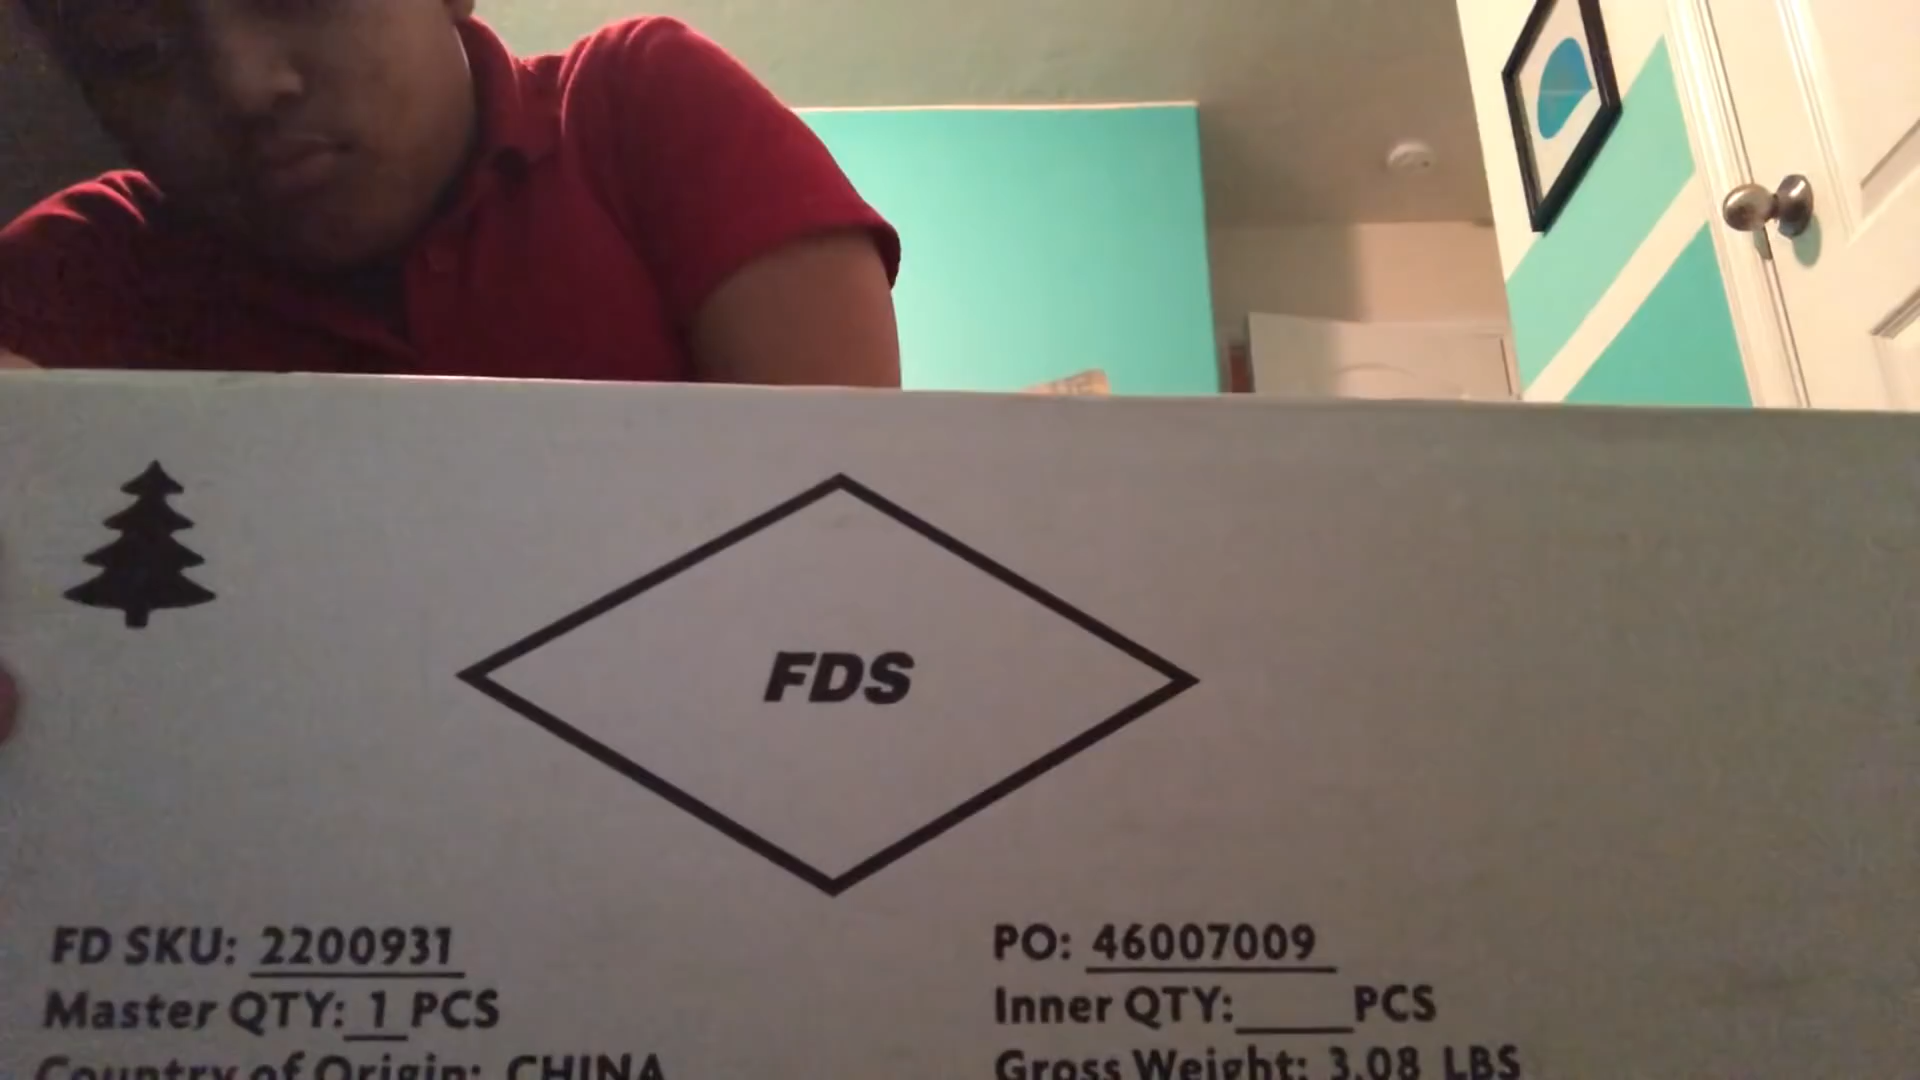 FDS
FD SKU: 2200931
PO: 46007009
Master QTY: 1 PCS
Inner QTY:____PCS
Country of Origin: CHINA
Gross Weight: 3.08 LBS